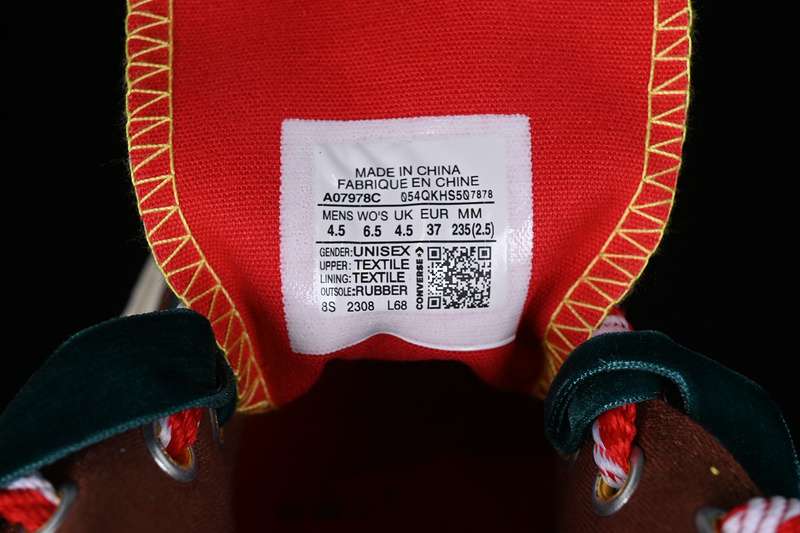 MADE IN CHINA
FABRIQUE EN CHINE
A07978C 054QKHS507878
MENS WO'S UK EUR MM
4.5 6.5 4.5 37 235(2.5)
GENDER:UNISEX
UPPER: TEXTILE
LINING: TEXTILE
OUTSOLE:RUBBER
8S 2308 L68
CONVERSE